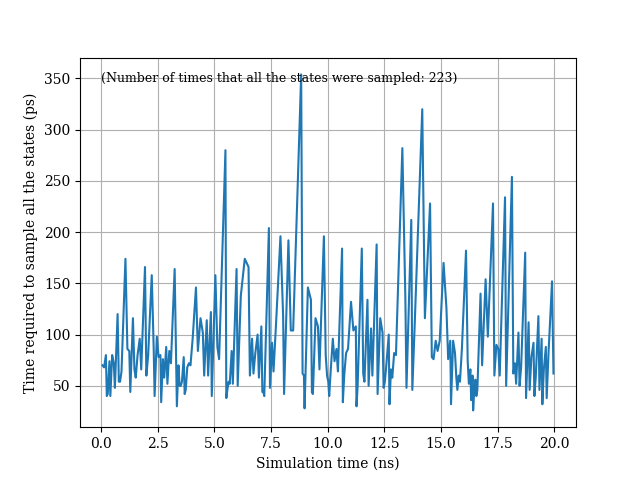 (Number of times that all the states were sampled: 223)
Time required to sample all the states (ps)
350
300
250
200
150
100
50
0.0 2.5 5.0 7.5 10.0 12.5 15.0 17.5 20.0
Simulation time (ns)